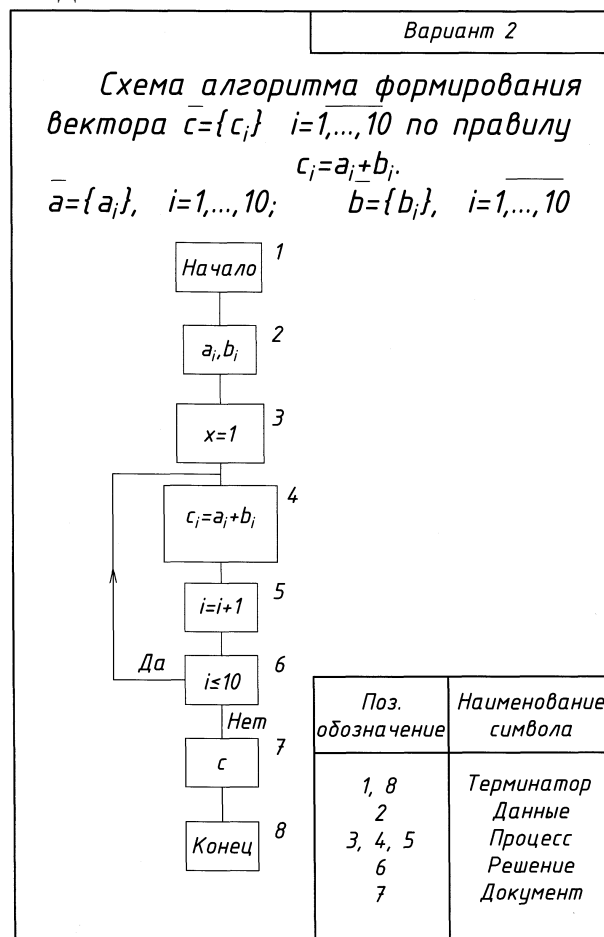 Вариант 2
Схема алгоритма формирования
вектора c̅={cᵢ} i=1,...,10 по правилу
cᵢ=aᵢ+bᵢ.
a̅={aᵢ}, i=1,...,10; b̅={bᵢ}, i=1,...,10
Начало 1
aᵢ,bᵢ 2
x=1 3
cᵢ=aᵢ+bᵢ 4
i=i+1 5
Да i≤10 6
Нет
c 7
Конец 8
Поз. обозначение Наименование символа
1, 8 Терминатор
2 Данные
3, 4, 5 Процесс
6 Решение
7 Документ